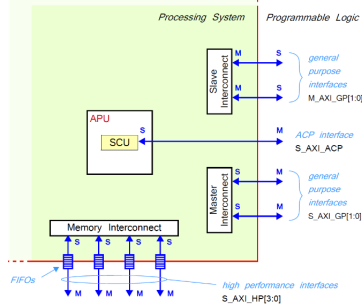 Processing System
Programmable Logic
M
S
Slave
Interconnect
M
S
general
purpose
interfaces
M_AXI_GP[1:0]
APU
SCU
S
M
ACP interface
S_AXI_ACP
Master
Interconnect
S
M
S
M
general
purpose
interfaces
S_AXI_GP[1:0]
Memory Interconnect
S
S
S
S
FIFOs
M
M
M
M
high performance interfaces
S_AXI_HP[3:0]